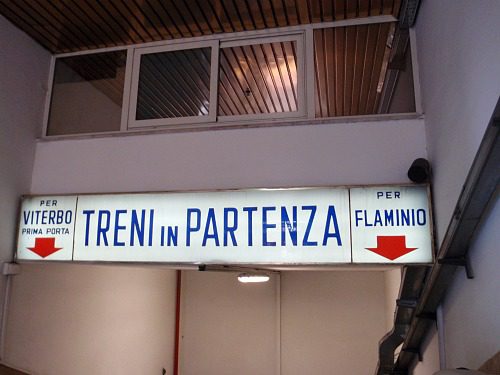 PER
VITERBO
PRIMA PORTA
TRENI IN PARTENZA
PER
FLAMINIO